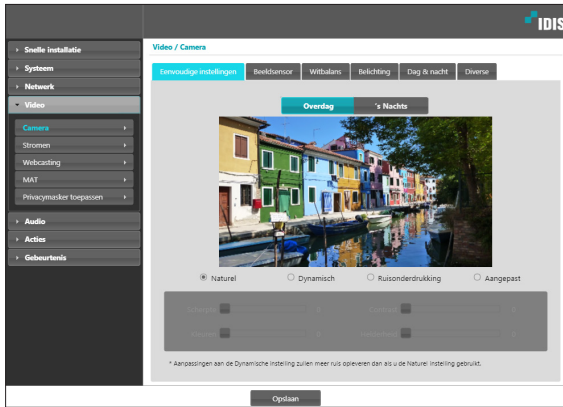 IDIS
Snelle installatie
Systeem
Netwerk
Video
Camera
Stromen
Webcasting
MAT
Privacymasker toepassen
Audio
Acties
Gebeurtenis
Video / Camera
Eenvoudige instellingen Beeldsensor Witbalans Belichting Dag & nacht Diverse
Overdag 's Nachts
Naturel Dynamisch Ruisonderdrukking Aangepast
Contrast
* Aanpassingen aan de Dynamische instelling zullen meer ruis opleveren dan als u de Naturel instelling gebruikt.
Opslaan